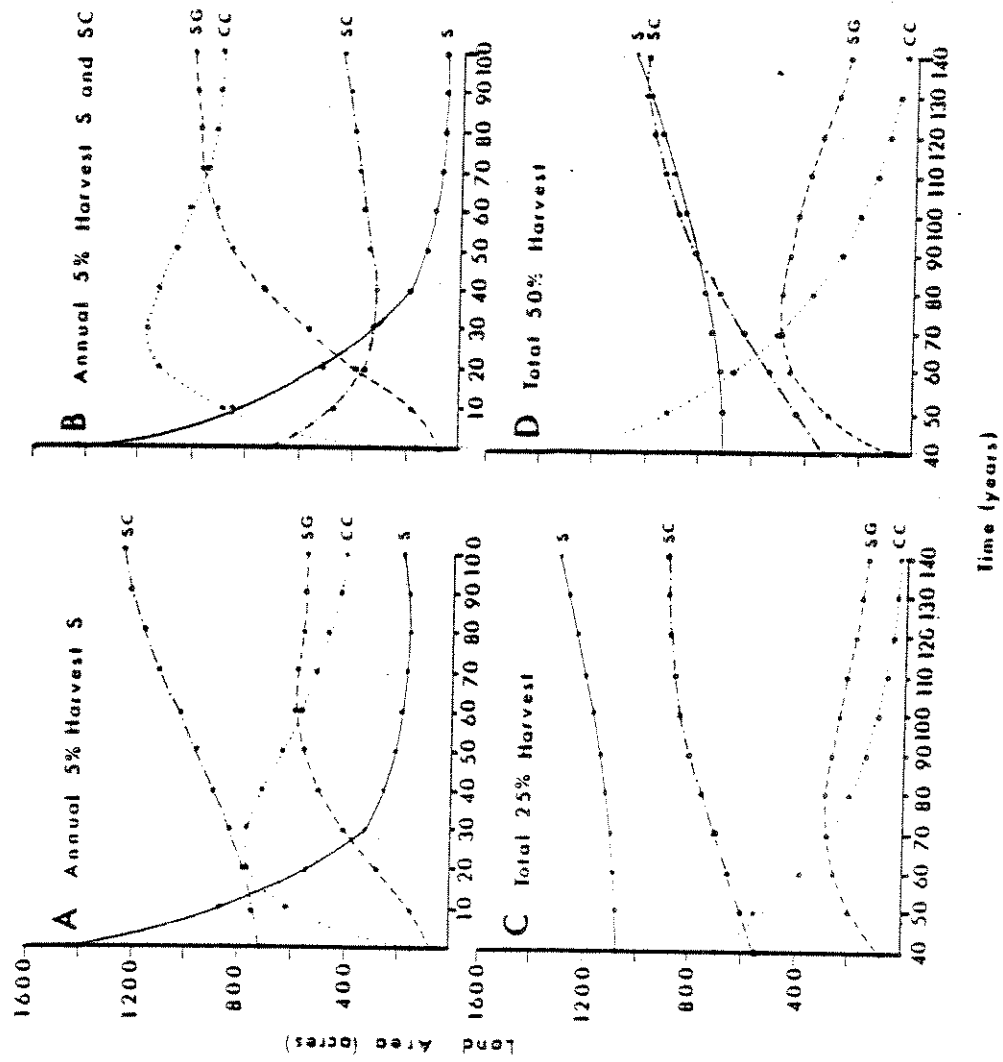 A Annual 5% Harvest S
SC
SG
CC
S
1600
1200
800
400
10 20 30 40 50 60 70 80 90 100
B Annual 5% Harvest S and SC
SG
CC
SC
S
10 20 30 40 50 60 70 80 90 100
C Total 25% Harvest
S
SC
SG
CC
1600
1200
800
400
40 50 60 70 80 90 100 110 120 130 140
D Total 50% Harvest
S
SC
SG
CC
40 50 60 70 80 90 100 110 120 130 140
Land Area (acres)
Time (years)